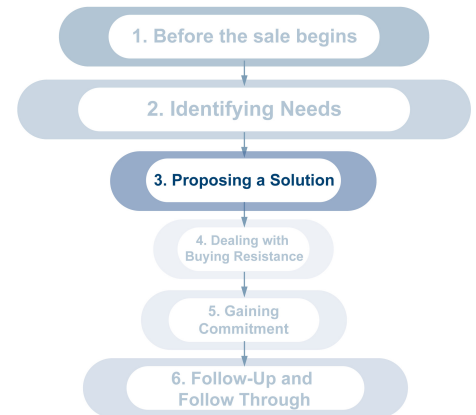 1. Before the sale begins
2. Identifying Needs
3. Proposing a Solution
4. Dealing with
Buying Resistance
5. Gaining
Commitment
6. Follow-Up and
Follow Through